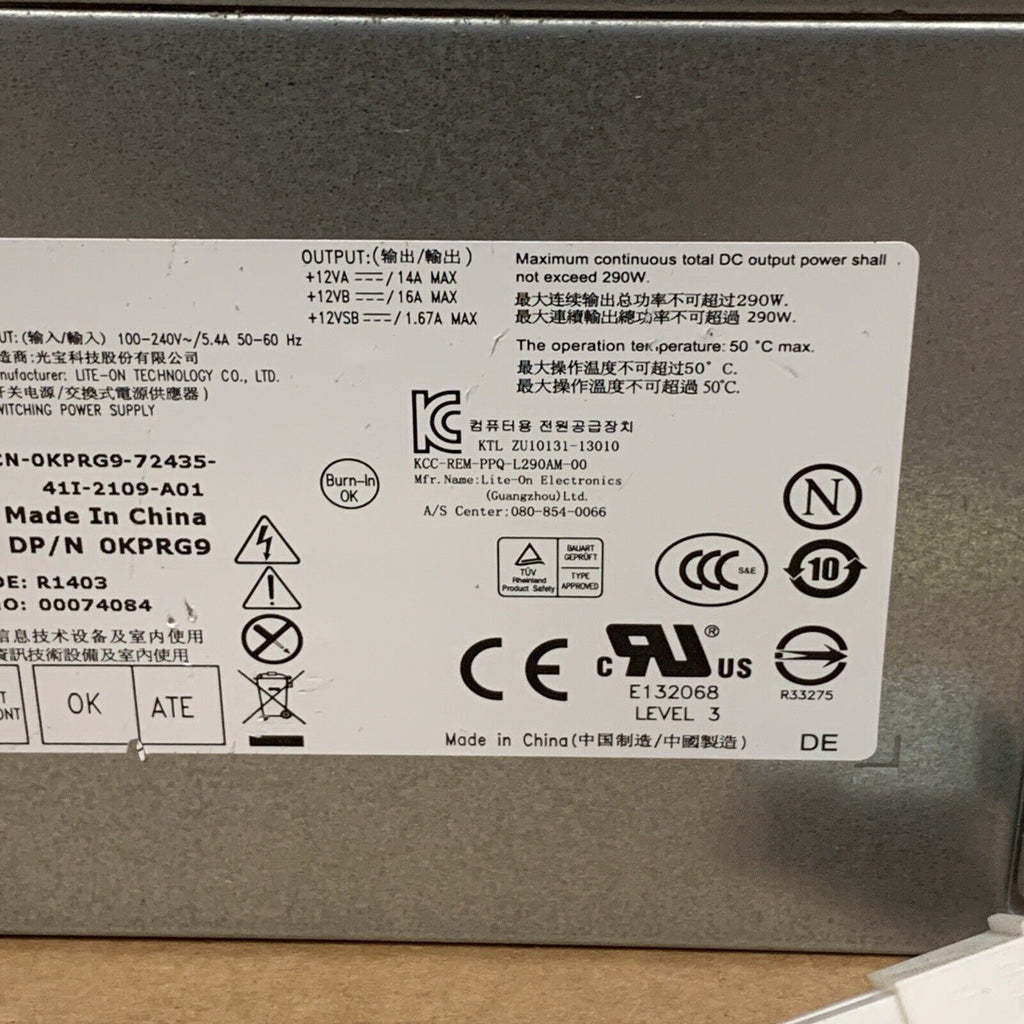 OUTPUT:(输出/輸出)
+12VA ⎓/14A MAX
+12VB ⎓/16A MAX
+12VSB ⎓/1.67A MAX
Maximum continuous total DC output power shall
not exceed 290W.
最大连续输出总功率不可超过290W.
最大連續輸出總功率不可超過 290W.
The operation temperature: 50 °C max.
最大操作温度不可超过50° C.
最大操作溫度不可超過 50°C.
UT: (输入/輸入) 100-240V~/5.4A 50-60 Hz
造商:光宝科技股份有限公司
nufacturer: LITE-ON TECHNOLOGY CO., LTD.
开关电源/交換式電源供應器)
WITCHING POWER SUPPLY
컴퓨터용 전원공급장치
KTL ZU10131-13010
KCC-REM-PPQ-L290AM-00
Mfr. Name:Lite-On Electronics
(Guangzhou)Ltd.
A/S Center:080-854-0066
CN-0KPRG9-72435-
41I-2109-A01
Made In China
DP/N 0KPRG9
Burn-In
OK
DE: R1403
NO: 00074084
信息技术设备及室内使用
資訊技術設備及室內使用
T
ONT
OK
ATE
TÜV
Rheinland
Product Safety
BAUART
GEPRÜFT
TYPE
APPROVED
CCC S&E
N
10
CE
c RU ® US
E132068
LEVEL 3
R33275
Made in China(中国制造/中國製造)
DE